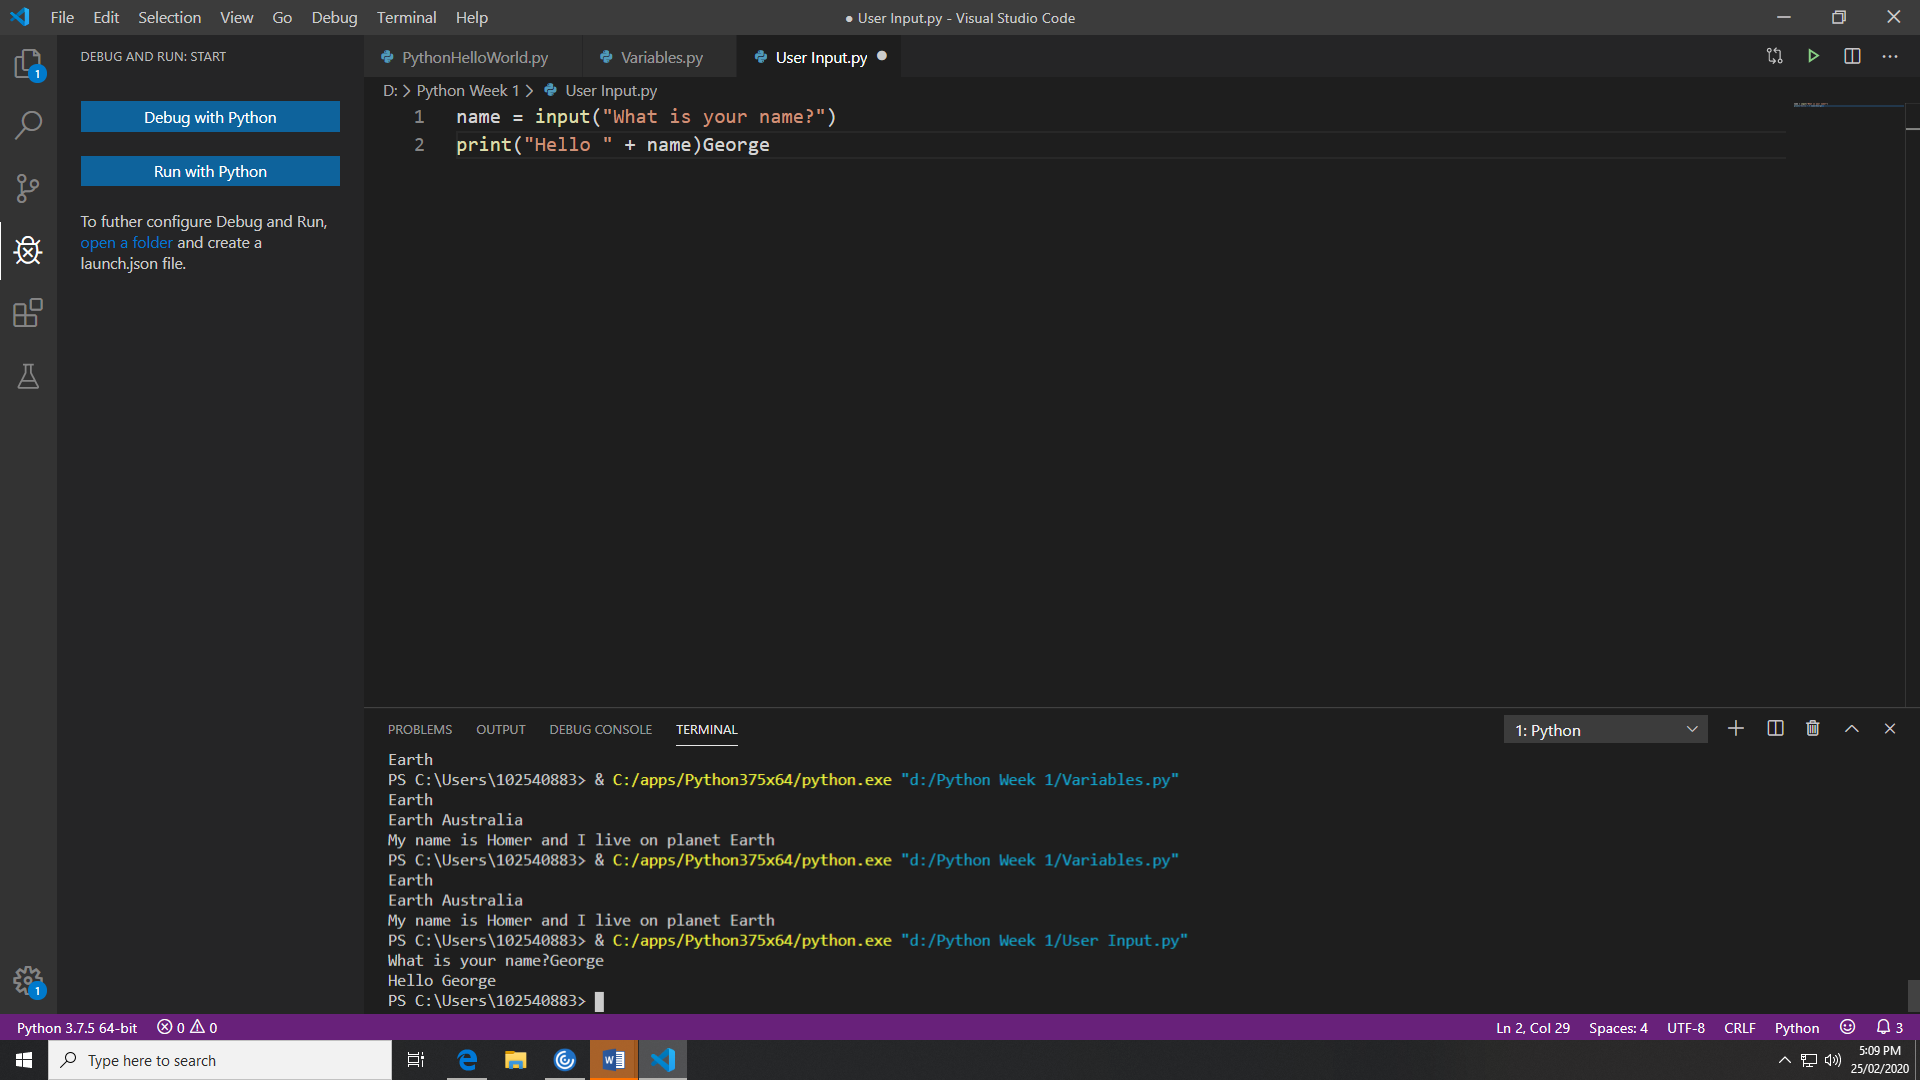 File Edit Selection View Go Debug Terminal Help
● User Input.py - Visual Studio Code
DEBUG AND RUN: START
PythonHelloWorld.py Variables.py User Input.py
D: > Python Week 1 > User Input.py
Debug with Python
Run with Python
To futher configure Debug and Run,
open a folder and create a
launch.json file.
1
1
1 name = input("What is your name?")
2 print("Hello " + name)George
PROBLEMS OUTPUT DEBUG CONSOLE TERMINAL
1: Python
Earth
PS C:\Users\102540883> & C:/apps/Python375x64/python.exe "d:/Python Week 1/Variables.py"
Earth
Earth Australia
My name is Homer and I live on planet Earth
PS C:\Users\102540883> & C:/apps/Python375x64/python.exe "d:/Python Week 1/Variables.py"
Earth
Earth Australia
My name is Homer and I live on planet Earth
PS C:\Users\102540883> & C:/apps/Python375x64/python.exe "d:/Python Week 1/User Input.py"
What is your name?George
Hello George
PS C:\Users\102540883>
Python 3.7.5 64-bit 0 0
Ln 2, Col 29 Spaces: 4 UTF-8 CRLF Python 3
Type here to search
5:09 PM
25/02/2020